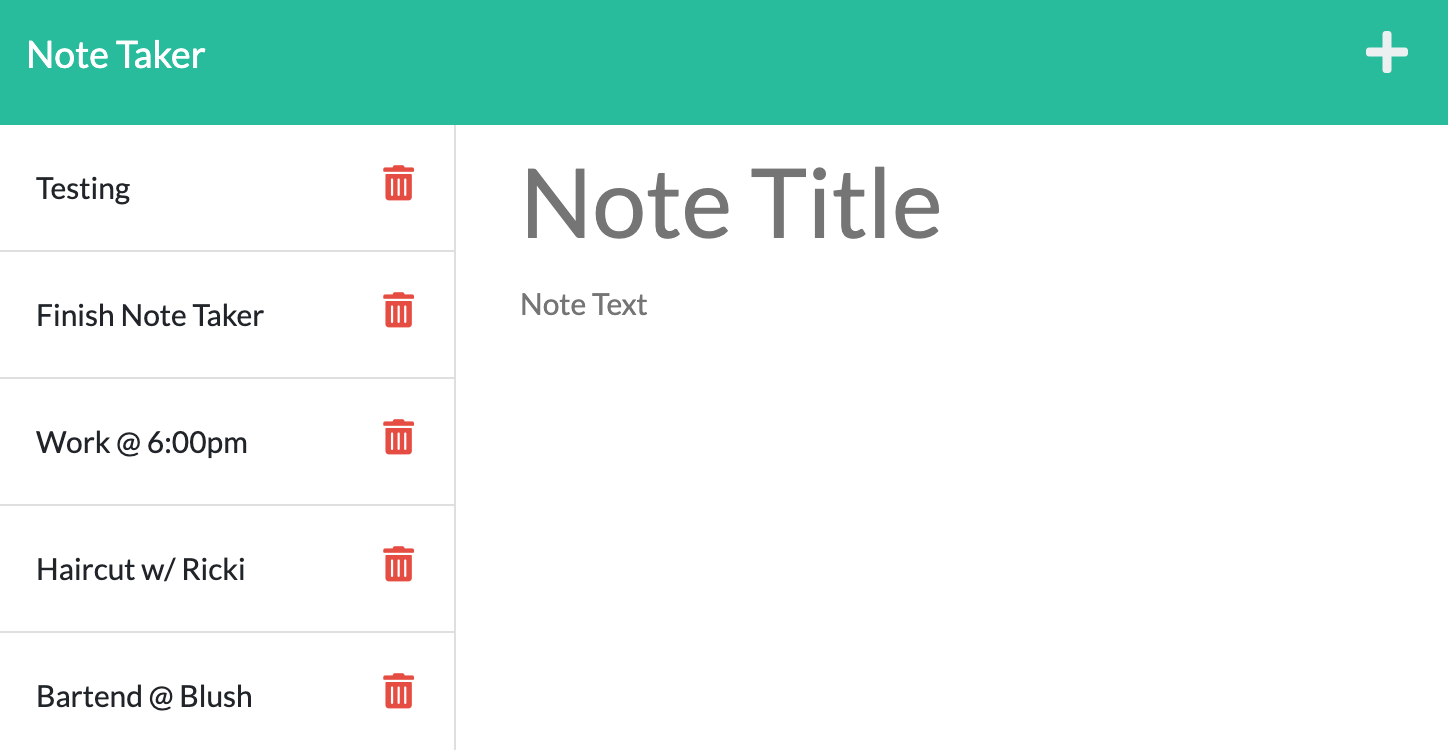 Note Taker
Testing
Finish Note Taker
Work @ 6:00pm
Haircut w/ Ricki
Bartend @ Blush
Note Title
Note Text